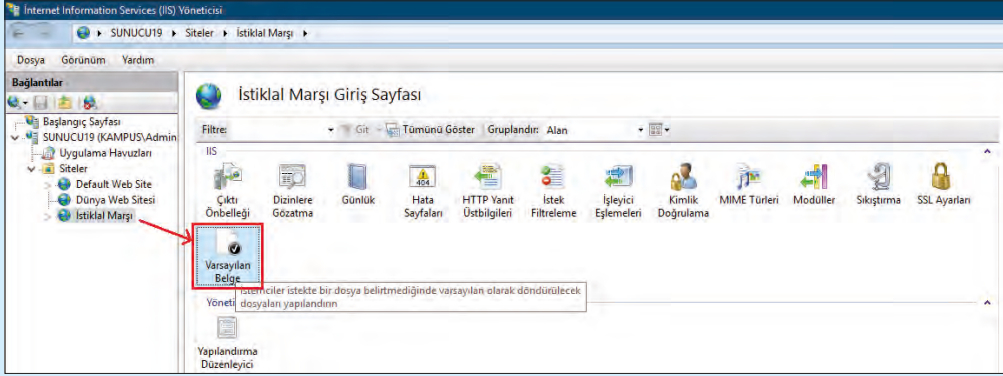 Internet Information Services (IIS) Yöneticisi
SUNUCU19 Siteler İstiklal Marşı
Dosya Görünüm Yardım
Bağlantılar
Başlangıç Sayfası
SUNUCU19 (KAMPUS\Admin
Uygulama Havuzları
Siteler
Default Web Site
Dünya Web Sitesi
İstiklal Marşı
İstiklal Marşı Giriş Sayfası
Filtre: Git Tümünü Göster Gruplandır: Alan
IIS
Çıktı Önbelleği
Dizinlere Gözatma
Günlük
404
Hata Sayfaları
HTTP Yanıt Üstbilgileri
İstek Filtreleme
İşleyici Eşlemeleri
Kimlik Doğrulama
MIME Türleri
Modüller
Sıkıştırma
SSL Ayarları
Varsayılan
Belge
İstemciler istekte bir dosya belirtmediğinde varsayılan olarak döndürülecek
dosyaları yapılandırın
Yöneti
Yapılandırma
Düzenleyici